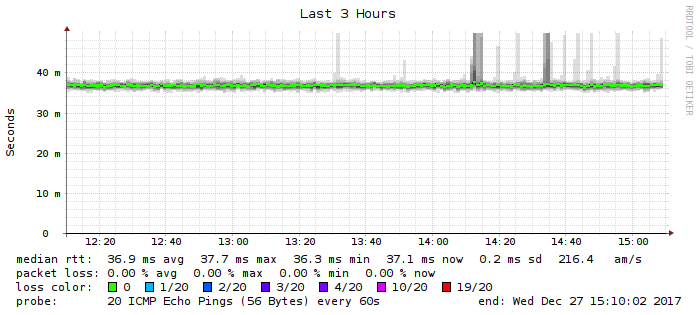 Last 3 Hours
RRDTOOL / TOBI OETIKER
Seconds
40 m
30 m
20 m
10 m
0
12:20 12:40 13:00 13:20 13:40 14:00 14:20 14:40 15:00
median rtt: 36.9 ms avg 37.7 ms max 36.3 ms min 37.1 ms now 0.2 ms sd 216.4 am/s
packet loss: 0.00 % avg 0.00 % max 0.00 % min 0.00 % now
loss color: 0 1/20 2/20 3/20 4/20 10/20 19/20
probe: 20 ICMP Echo Pings (56 Bytes) every 60s end: Wed Dec 27 15:10:02 2017